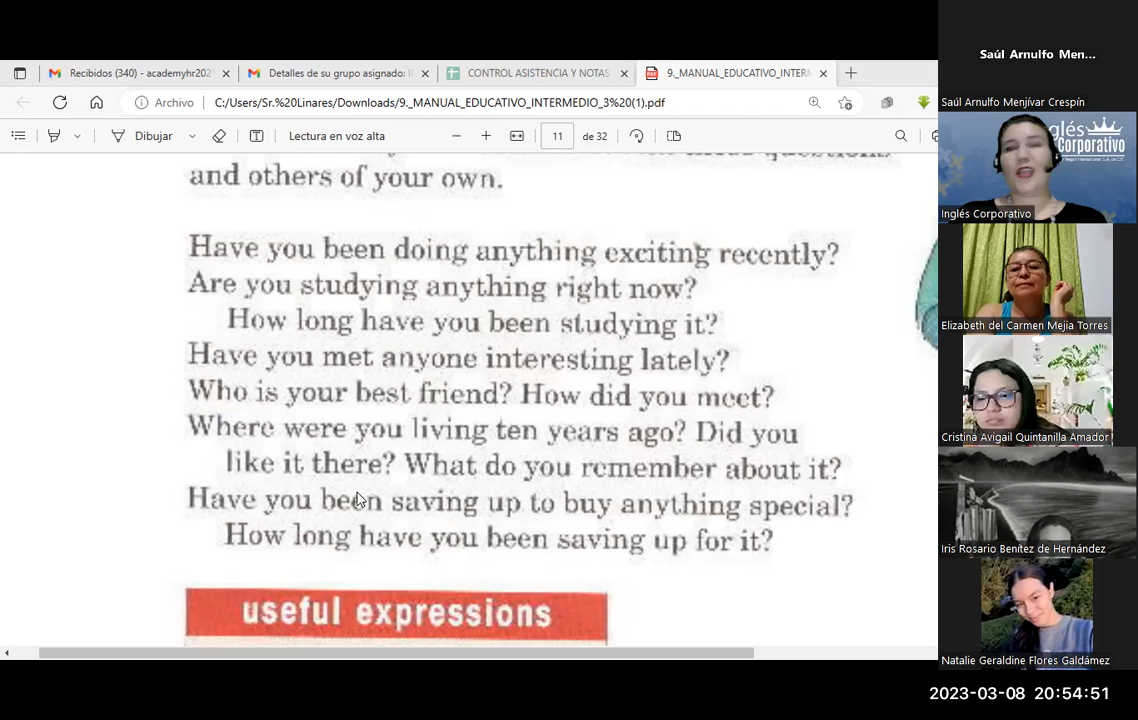 Saúl Arnulfo Men...
Recibidos (340) - academyhr202
Detalles de su grupo asignado: I
CONTROL ASISTENCIA Y NOTAS
9._MANUAL_EDUCATIVO_INTERM
Archivo
C:/Users/Sr.%20Linares/Downloads/9._MANUAL_EDUCATIVO_INTERMEDIO_3%20(1).pdf
Saúl Arnulfo Menjívar Crespín
Dibujar
Lectura en voz alta
11
de 32
Corporativo
Inglés Corporativo
and others of your own.
Have you been doing anything exciting recently?
Are you studying anything right now?
How long have you been studying it?
Have you met anyone interesting lately?
Who is your best friend? How did you meet?
Where were you living ten years ago? Did you
like it there? What do you remember about it?
Have you been saving up to buy anything special?
How long have you been saving up for it?
useful expressions
Elizabeth del Carmen Mejia Torres
Cristina Avigail Quintanilla Amador
Iris Rosario Benítez de Hernández
Natalie Geraldine Flores Galdámez
2023-03-08 20:54:51